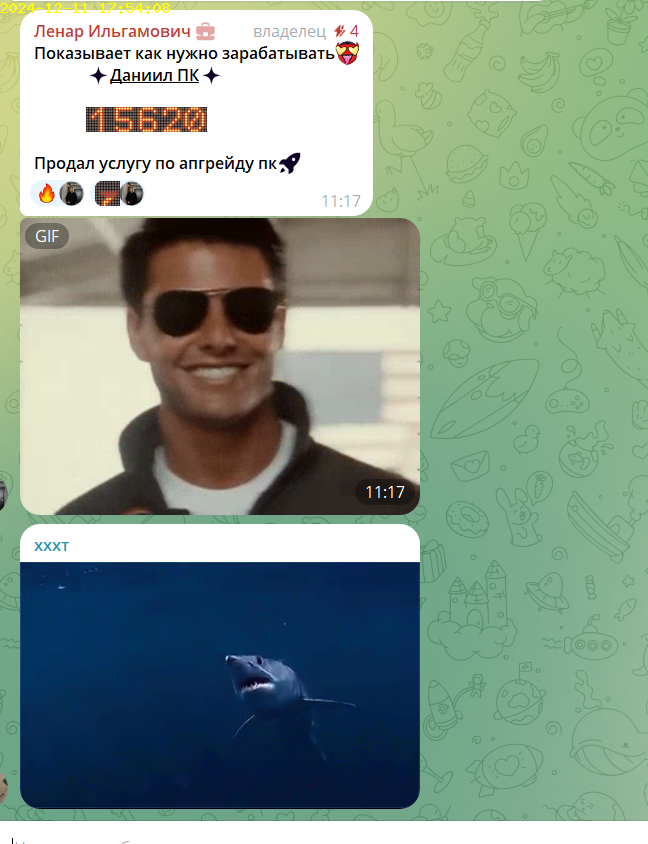 2024-12-11 17:54:08
Ленар Ильгамович владелец 4
Показывает как нужно зарабатывать
Даниил ПК
15620
Продал услугу по апгрейду пк
11:17
GIF
11:17
XXXT